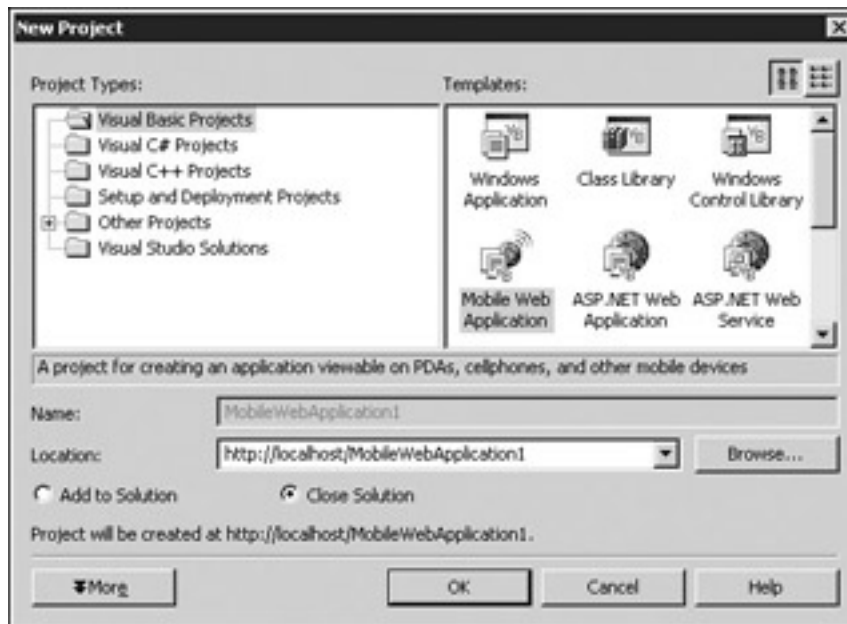 New Project
Project Types:
Templates:
Visual Basic Projects
Visual C# Projects
Visual C++ Projects
Setup and Deployment Projects
Other Projects
Visual Studio Solutions
Windows Application
Class Library
Windows Control Library
Mobile Web Application
ASP.NET Web Application
ASP.NET Web Service
A project for creating an application viewable on PDAs, cellphones, and other mobile devices
Name:
MobileWebApplication1
Location:
http://localhost/MobileWebApplication1
Browse...
Add to Solution
Close Solution
Project will be created at http://localhost/MobileWebApplication1.
More
OK
Cancel
Help